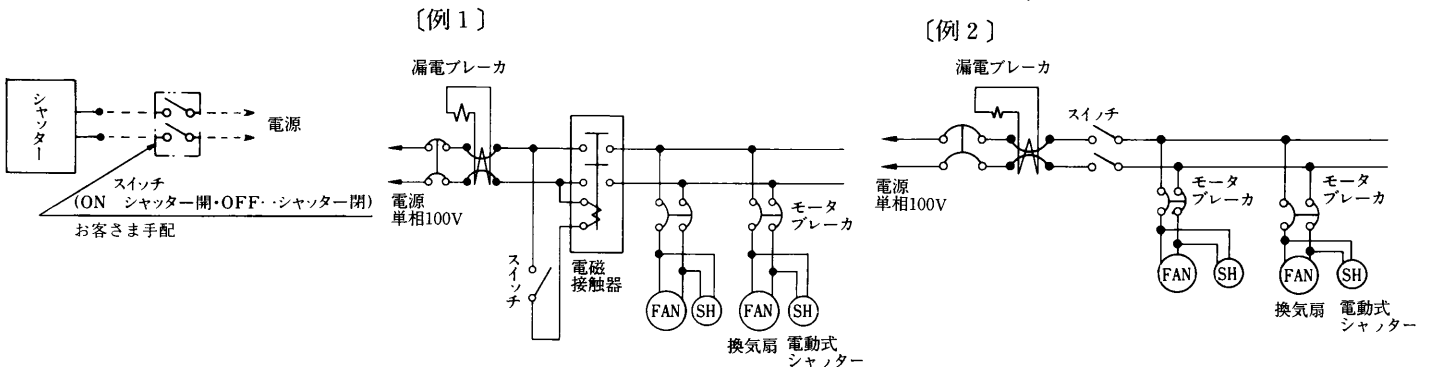 シャッター
電源
スイッチ
(ON シャッター開・OFF‥シャッター閉)
お客さま手配
〔例1〕
漏電ブレーカ
電源
単相100V
スイッチ
電磁
接触器
モータ
ブレーカ
FAN
SH
FAN
SH
換気扇
電動式
シャッター
〔例2〕
漏電ブレーカ
スイッチ
電源
単相100V
モータ
ブレーカ
モータ
ブレーカ
FAN
SH
FAN
SH
換気扇
電動式
シャッター